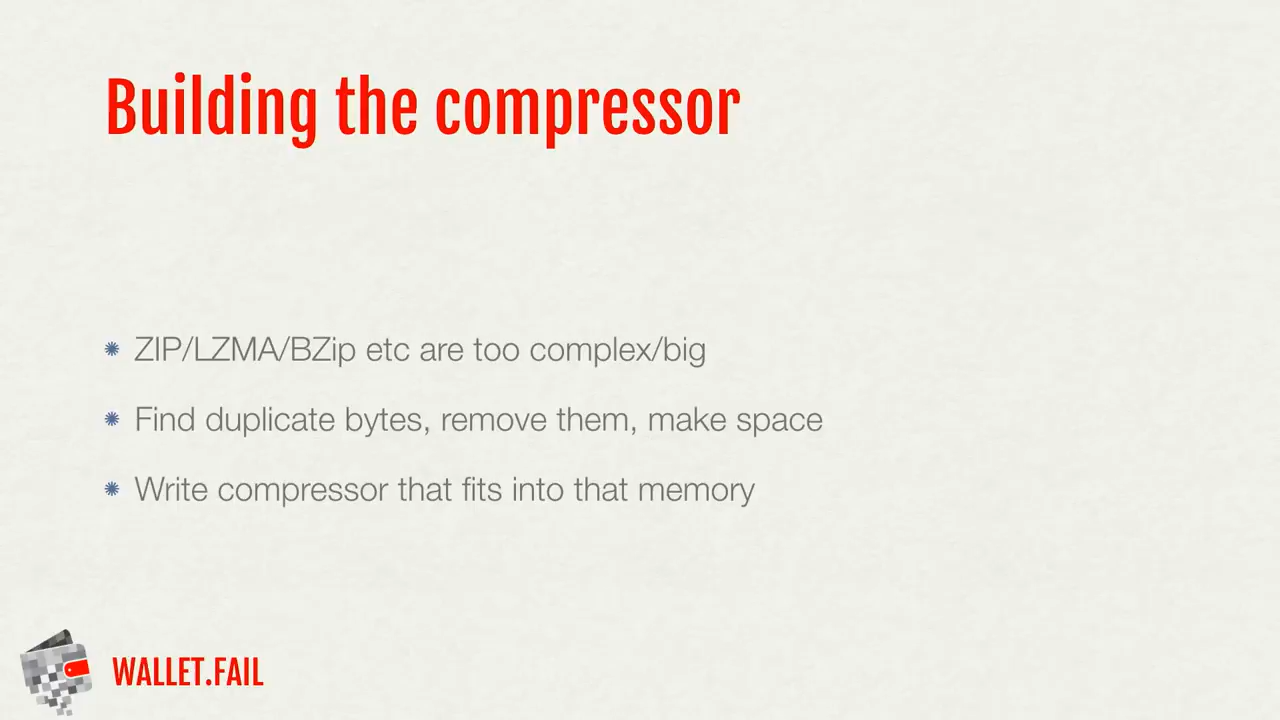 Building the compressor
ZIP/LZMA/BZip etc are too complex/big
Find duplicate bytes, remove them, make space
Write compressor that fits into that memory
WALLET.FAIL